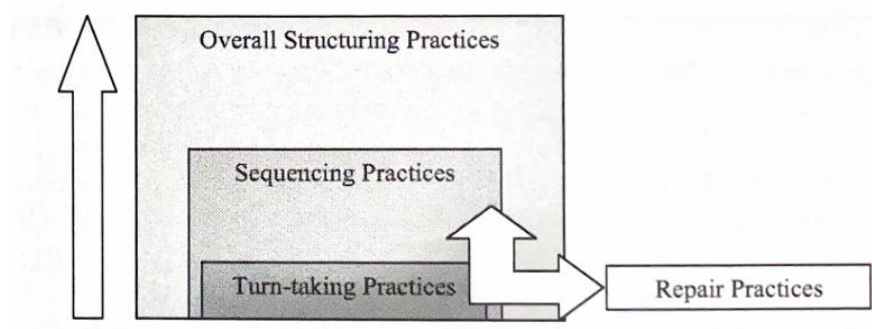 Overall Structuring Practices
Sequencing Practices
Turn-taking Practices
Repair Practices